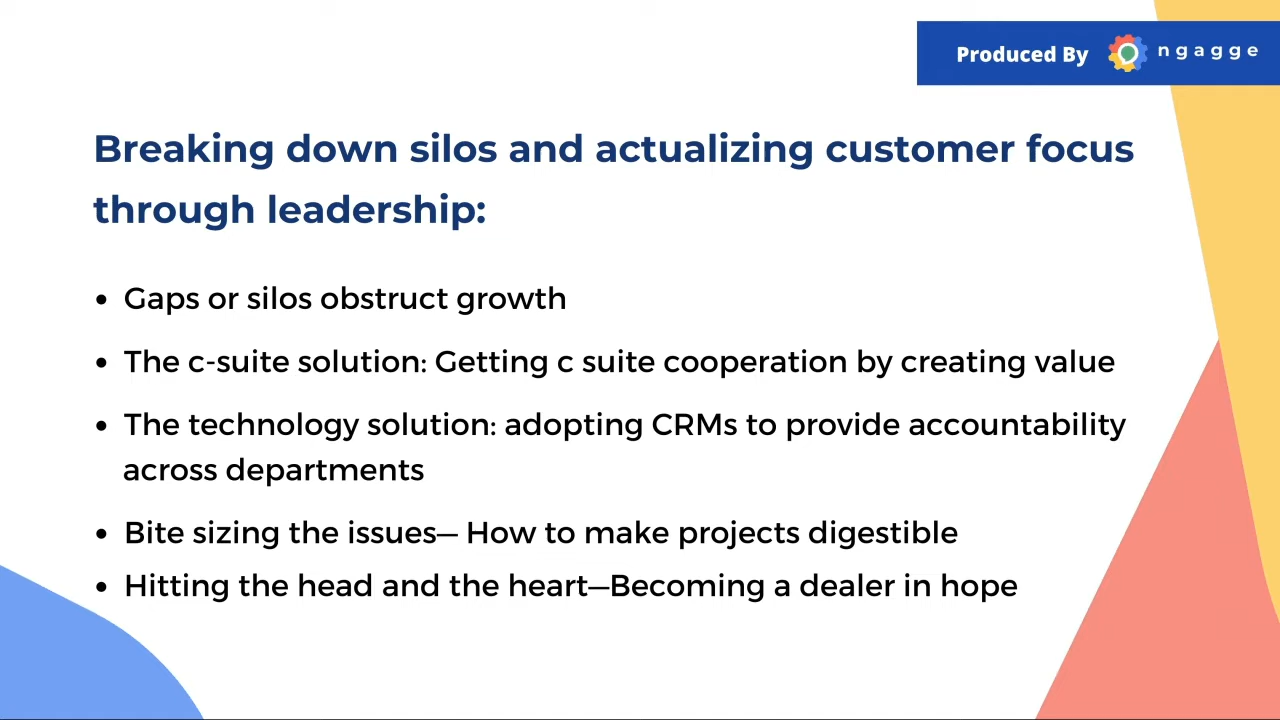 Produced By ngagge
Breaking down silos and actualizing customer focus
through leadership:
• Gaps or silos obstruct growth
• The c-suite solution: Getting c suite cooperation by creating value
• The technology solution: adopting CRMs to provide accountability
across departments
• Bite sizing the issues— How to make projects digestible
• Hitting the head and the heart—Becoming a dealer in hope